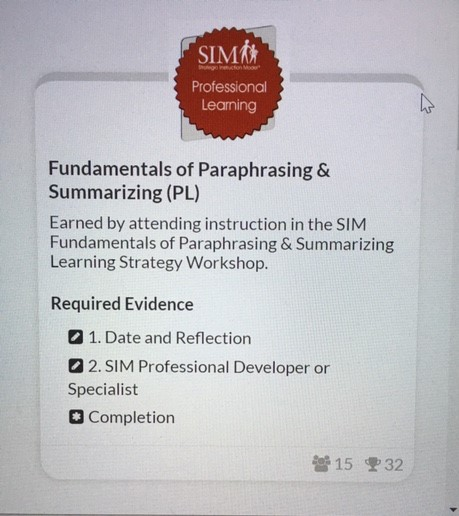 SIM
Strategic Instruction Model
Professional
Learning
Fundamentals of Paraphrasing &
Summarizing (PL)
Earned by attending instruction in the SIM
Fundamentals of Paraphrasing & Summarizing
Learning Strategy Workshop.
Required Evidence
1. Date and Reflection
2. SIM Professional Developer or
Specialist
Completion
15 32